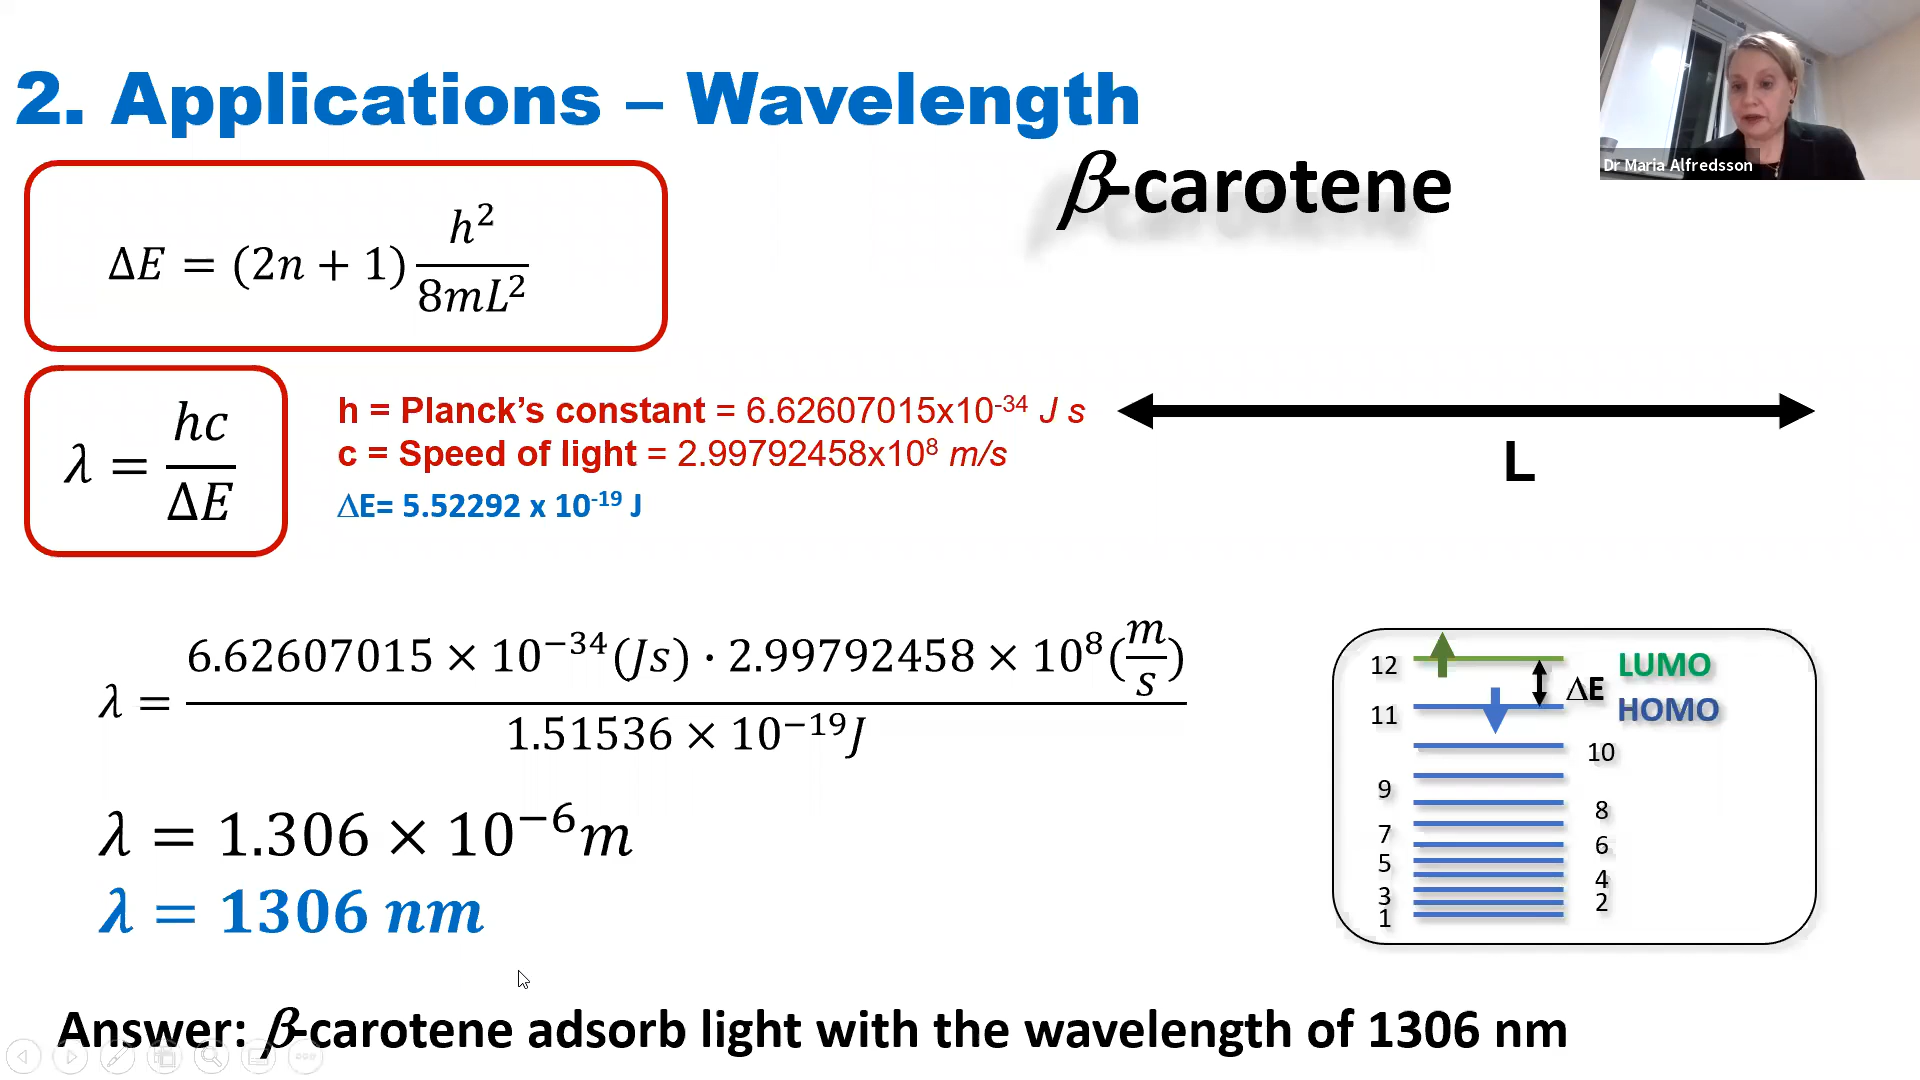 2. Applications – Wavelength
Dr Maria Alfredsson
β-carotene
ΔE = (2n + 1) h² / 8mL²
λ = hc / ΔE
h = Planck’s constant = 6.62607015x10⁻³⁴ J s
c = Speed of light = 2.99792458x10⁸ m/s
ΔE= 5.52292 x 10⁻¹⁹ J
L
λ = 6.62607015 × 10⁻³⁴(Js) · 2.99792458 × 10⁸(m/s) / 1.51536 × 10⁻¹⁹J
λ = 1.306 × 10⁻⁶m
λ = 1306 nm
12 LUMO
ΔE
11 HOMO
10
9
8
7
6
5
4
3
2
1
Answer: β-carotene adsorb light with the wavelength of 1306 nm